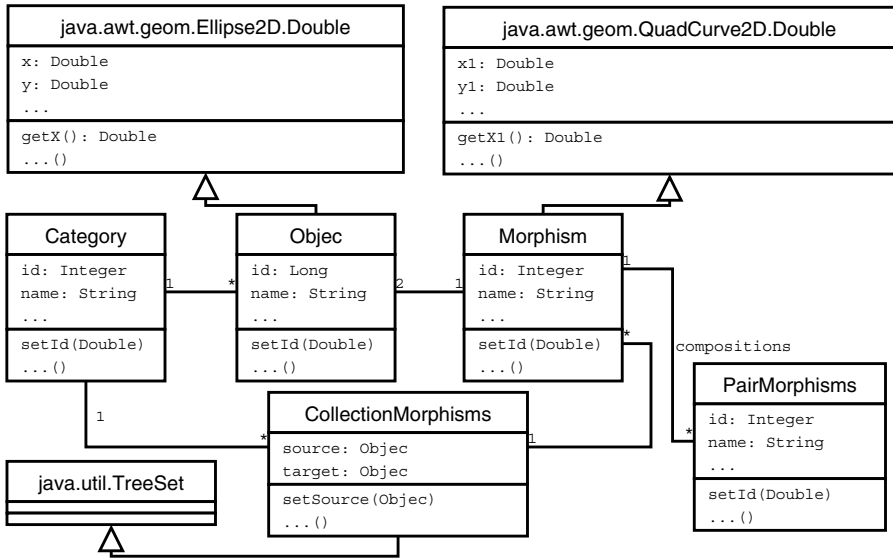 java.awt.geom.Ellipse2D.Double
x: Double
y: Double
...
getX(): Double
...()
java.awt.geom.QuadCurve2D.Double
x1: Double
y1: Double
...
getX1(): Double
...()
Category
id: Integer
name: String
...
setId(Double)
...()
1
*
Objec
id: Long
name: String
...
setId(Double)
...()
2
1
Morphism
id: Integer
name: String
...
setId(Double)
...()
1
*
compositions
*
PairMorphisms
id: Integer
name: String
...
setId(Double)
...()
1
*
CollectionMorphisms
source: Objec
target: Objec
setSource(Objec)
...()
1
java.util.TreeSet